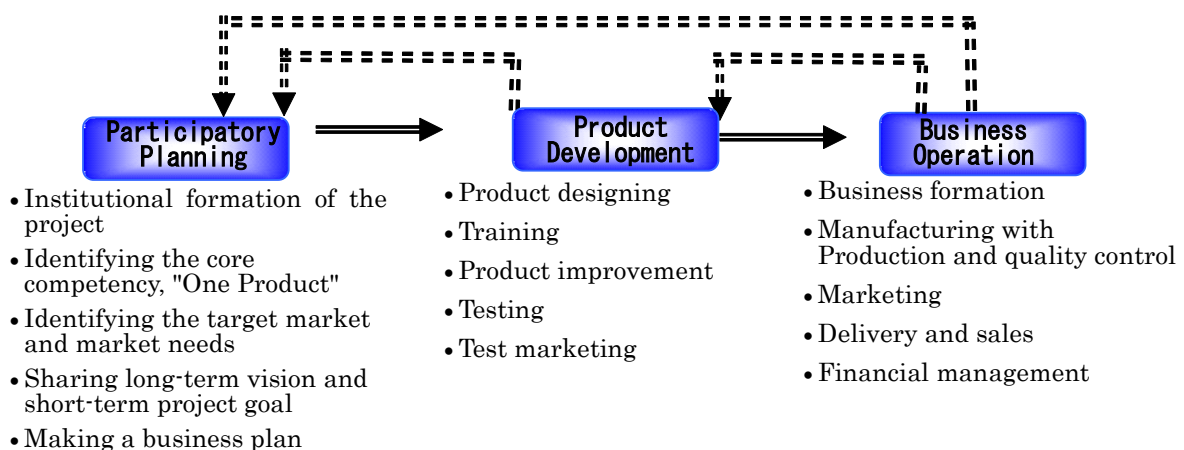 Participatory
Planning
• Institutional formation of the
project
• Identifying the core
competency, "One Product"
• Identifying the target market
and market needs
• Sharing long-term vision and
short-term project goal
• Making a business plan
Product
Development
• Product designing
• Training
• Product improvement
• Testing
• Test marketing
Business
Operation
• Business formation
• Manufacturing with
Production and quality control
• Marketing
• Delivery and sales
• Financial management